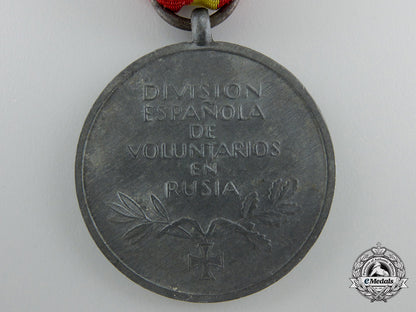 DIVISION
ESPAÑOLA
DE
VOLUNTARIOS
EN
RUSIA
eMedals